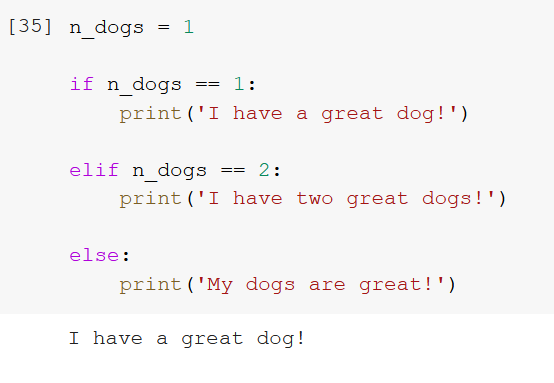 [35] n_dogs = 1
if n_dogs == 1:
print('I have a great dog!')
elif n_dogs == 2:
print('I have two great dogs!')
else:
print('My dogs are great!')
I have a great dog!